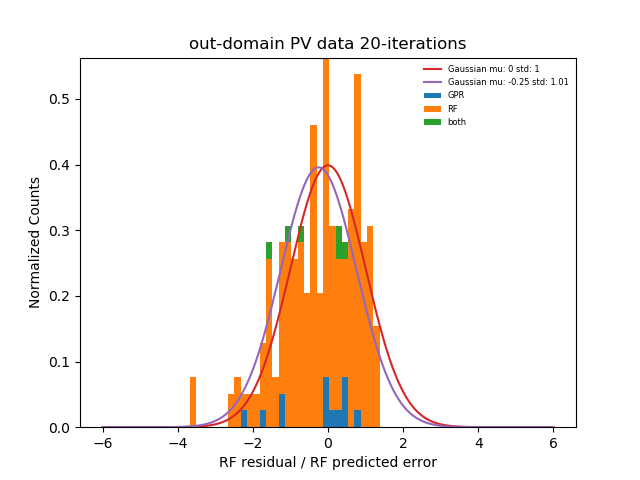 out-domain PV data 20-iterations
Gaussian mu: 0 std: 1
Gaussian mu: -0.25 std: 1.01
GPR
RF
both
Normalized Counts
0.5
0.4
0.3
0.2
0.1
0.0
−6
−4
−2
0
2
4
6
RF residual / RF predicted error